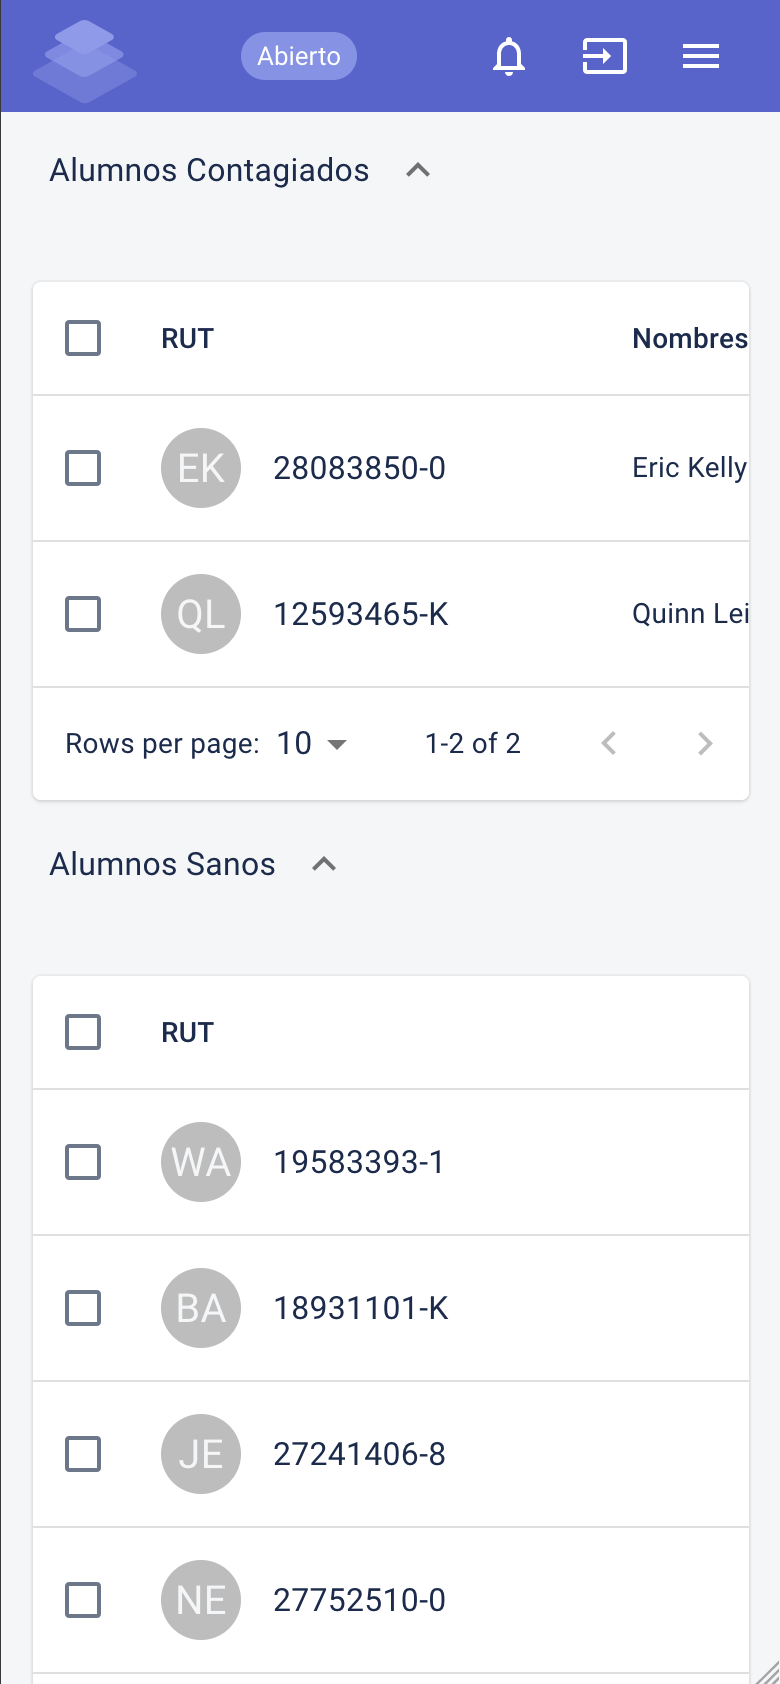 Abierto
Alumnos Contagiados
RUT Nombres
EK 28083850-0 Eric Kelly
QL 12593465-K Quinn Lei
Rows per page: 10 1-2 of 2
Alumnos Sanos
RUT
WA 19583393-1
BA 18931101-K
JE 27241406-8
NE 27752510-0